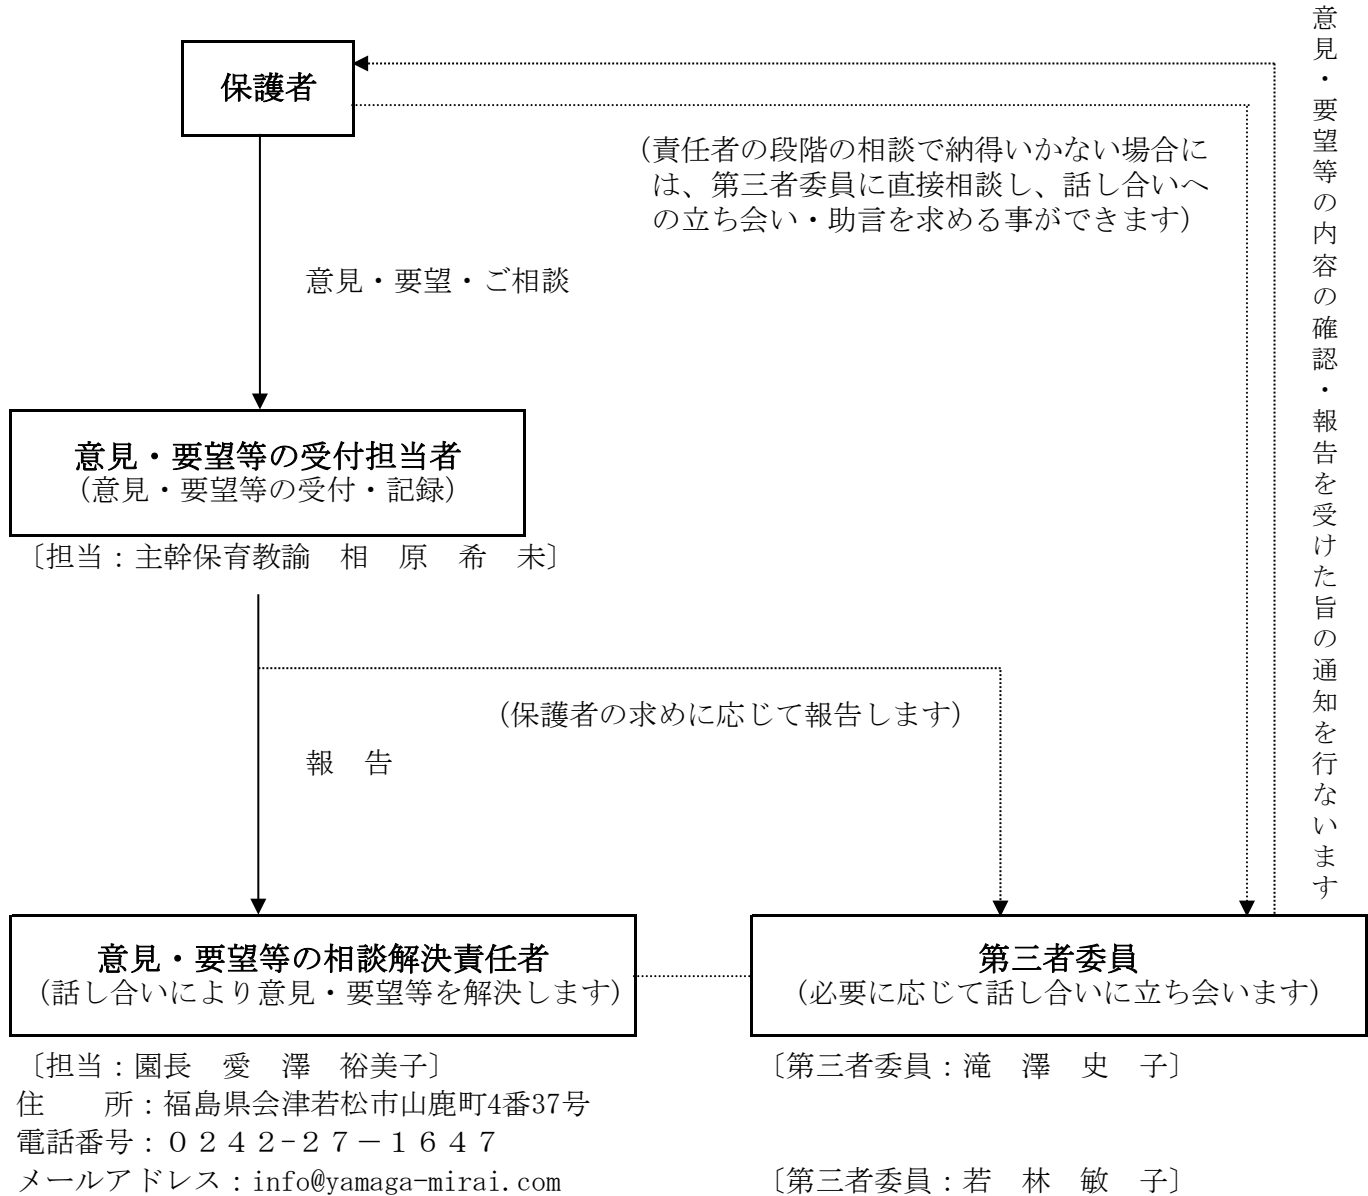 保護者
(責任者の段階の相談で納得いかない場合に
は、第三者委員に直接相談し、話し合いへ
の立ち会い・助言を求める事ができます)
意見・要望・ご相談
意見・要望等の内容の確認・報告を受けた旨の通知を行ないます
意見・要望等の受付担当者
(意見・要望等の受付・記録)
〔担当:主幹保育教諭 相 原 希 未〕
(保護者の求めに応じて報告します)
報 告
意見・要望等の相談解決責任者
(話し合いにより意見・要望等を解決します)
第三者委員
(必要に応じて話し合いに立ち会います)
〔担当:園長 愛 澤 裕美子〕
住  所:福島県会津若松市山鹿町4番37号
電話番号:0242-27-1647
メールアドレス:info@yamaga-mirai.com
〔第三者委員:滝 澤 史 子〕
〔第三者委員:若 林 敏 子〕